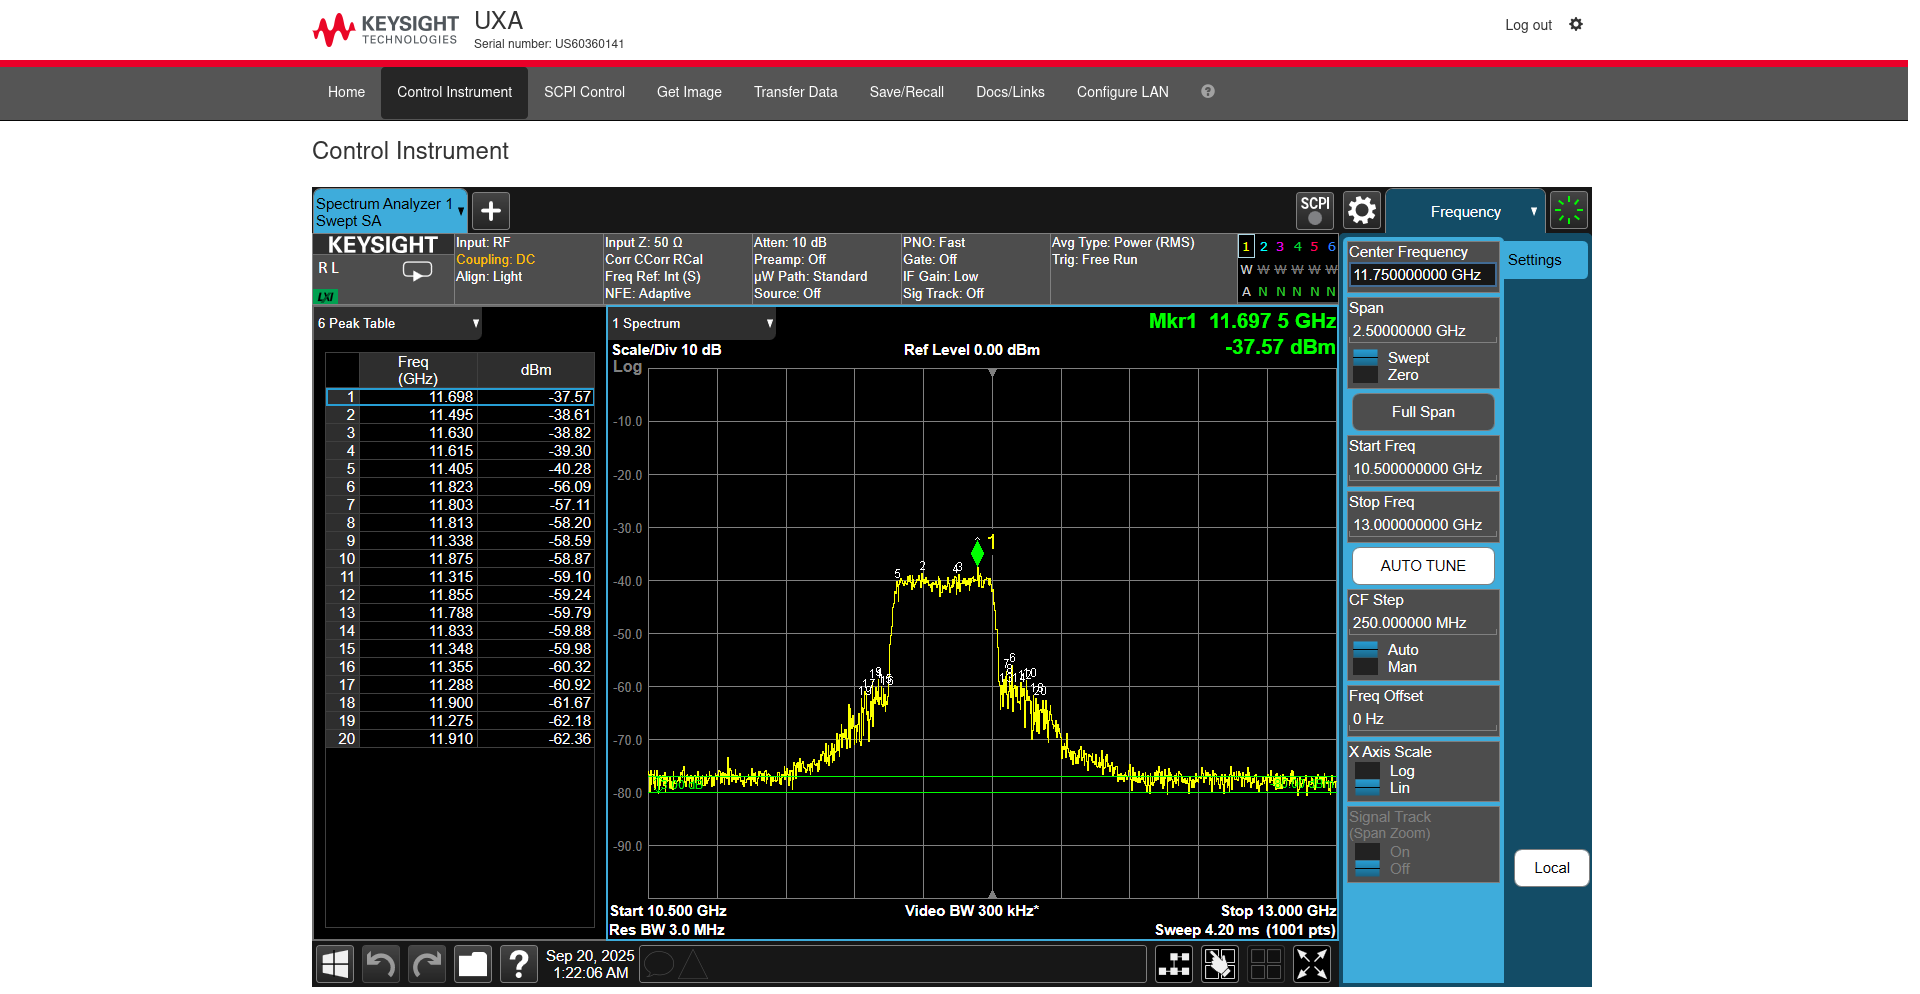 KEYSIGHT
TECHNOLOGIES
UXA
Serial number: US60360141
Log out
Home
Control Instrument
SCPI Control
Get Image
Transfer Data
Save/Recall
Docs/Links
Configure LAN
?
Control Instrument
Spectrum Analyzer 1
Swept SA
SCPI
Frequency
KEYSIGHT
R L
LXI
Input: RF
Coupling: DC
Align: Light
Input Z: 50 Ω
Corr CCorr RCal
Freq Ref: Int (S)
NFE: Adaptive
Atten: 10 dB
Preamp: Off
µW Path: Standard
Source: Off
PNO: Fast
Gate: Off
IF Gain: Low
Sig Track: Off
Avg Type: Power (RMS)
Trig: Free Run
1 2 3 4 5 6
W W W W W W
A N N N N N
6 Peak Table
Freq
(GHz)
dBm
1 11.698 -37.57
2 11.495 -38.61
3 11.630 -38.82
4 11.615 -39.30
5 11.405 -40.28
6 11.823 -56.09
7 11.803 -57.11
8 11.813 -58.20
9 11.338 -58.59
10 11.875 -58.87
11 11.315 -59.10
12 11.855 -59.24
13 11.788 -59.79
14 11.833 -59.88
15 11.348 -59.98
16 11.355 -60.32
17 11.288 -60.92
18 11.900 -61.67
19 11.275 -62.18
20 11.910 -62.36
1 Spectrum
Mkr1 11.697 5 GHz
-37.57 dBm
Scale/Div 10 dB
Ref Level 0.00 dBm
Log
-10.0
-20.0
-30.0
-40.0
-50.0
-60.0
-70.0
-80.0
-90.0
1
5
2
4
3
6
Start 10.500 GHz
Video BW 300 kHz*
Stop 13.000 GHz
Res BW 3.0 MHz
Sweep 4.20 ms (1001 pts)
Center Frequency
11.750000000 GHz
Settings
Span
2.50000000 GHz
Swept
Zero
Full Span
Start Freq
10.500000000 GHz
Stop Freq
13.000000000 GHz
AUTO TUNE
CF Step
250.000000 MHz
Auto
Man
Freq Offset
0 Hz
X Axis Scale
Log
Lin
Signal Track
(Span Zoom)
On
Off
Local
?
Sep 20, 2025
1:22:06 AM